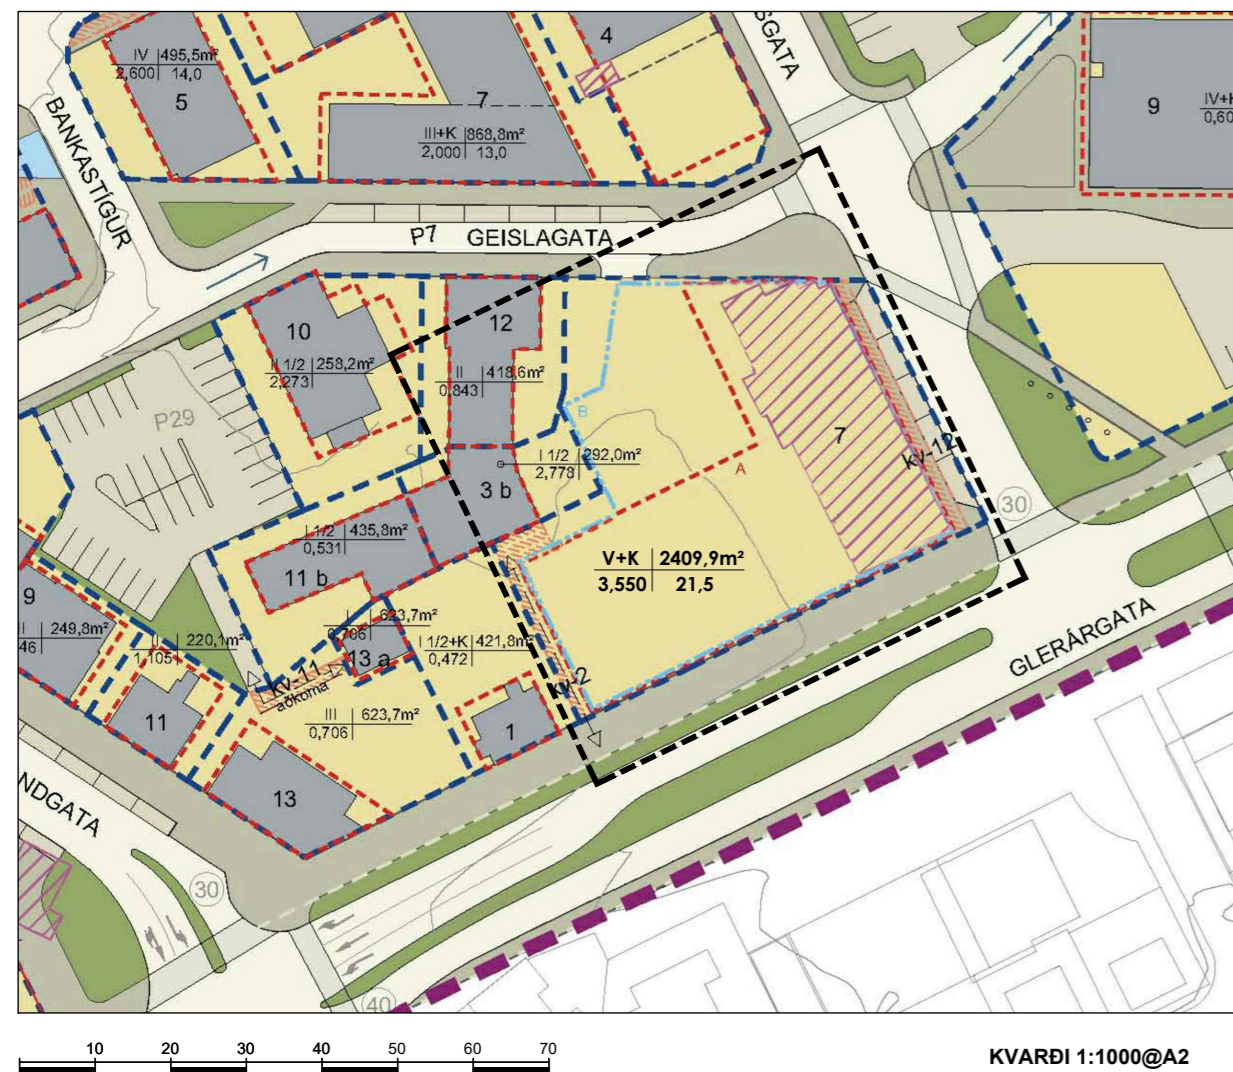 IV 495,5m²
2,600 14,0
5
BANKASTÍGUR
7
III+K 868,8m²
2,000 13,0
4
SGATA
9
IV+K
0,60
P7
GEISLAGATA
10
II 1/2 258,2m²
2,273
12
II 418,6m²
0,843
P29
B
I 1/2 292,0m²
2,778
3 b
A
7
kv-12
30
I 1/2 435,8m²
0,531
11 b
V+K 2409,9m²
3,550 21,5
9
II 249,8m²
46
II 220,1m²
1,105
I 623,7m²
0,706
13 a
I 1/2+K 421,8m²
0,472
kv-11
aðkoma
kv-2
GLERÁRGATA
11
III 623,7m²
0,706
1
13
NDGATA
30
40
10 20 30 40 50 60 70
KVARÐI 1:1000@A2